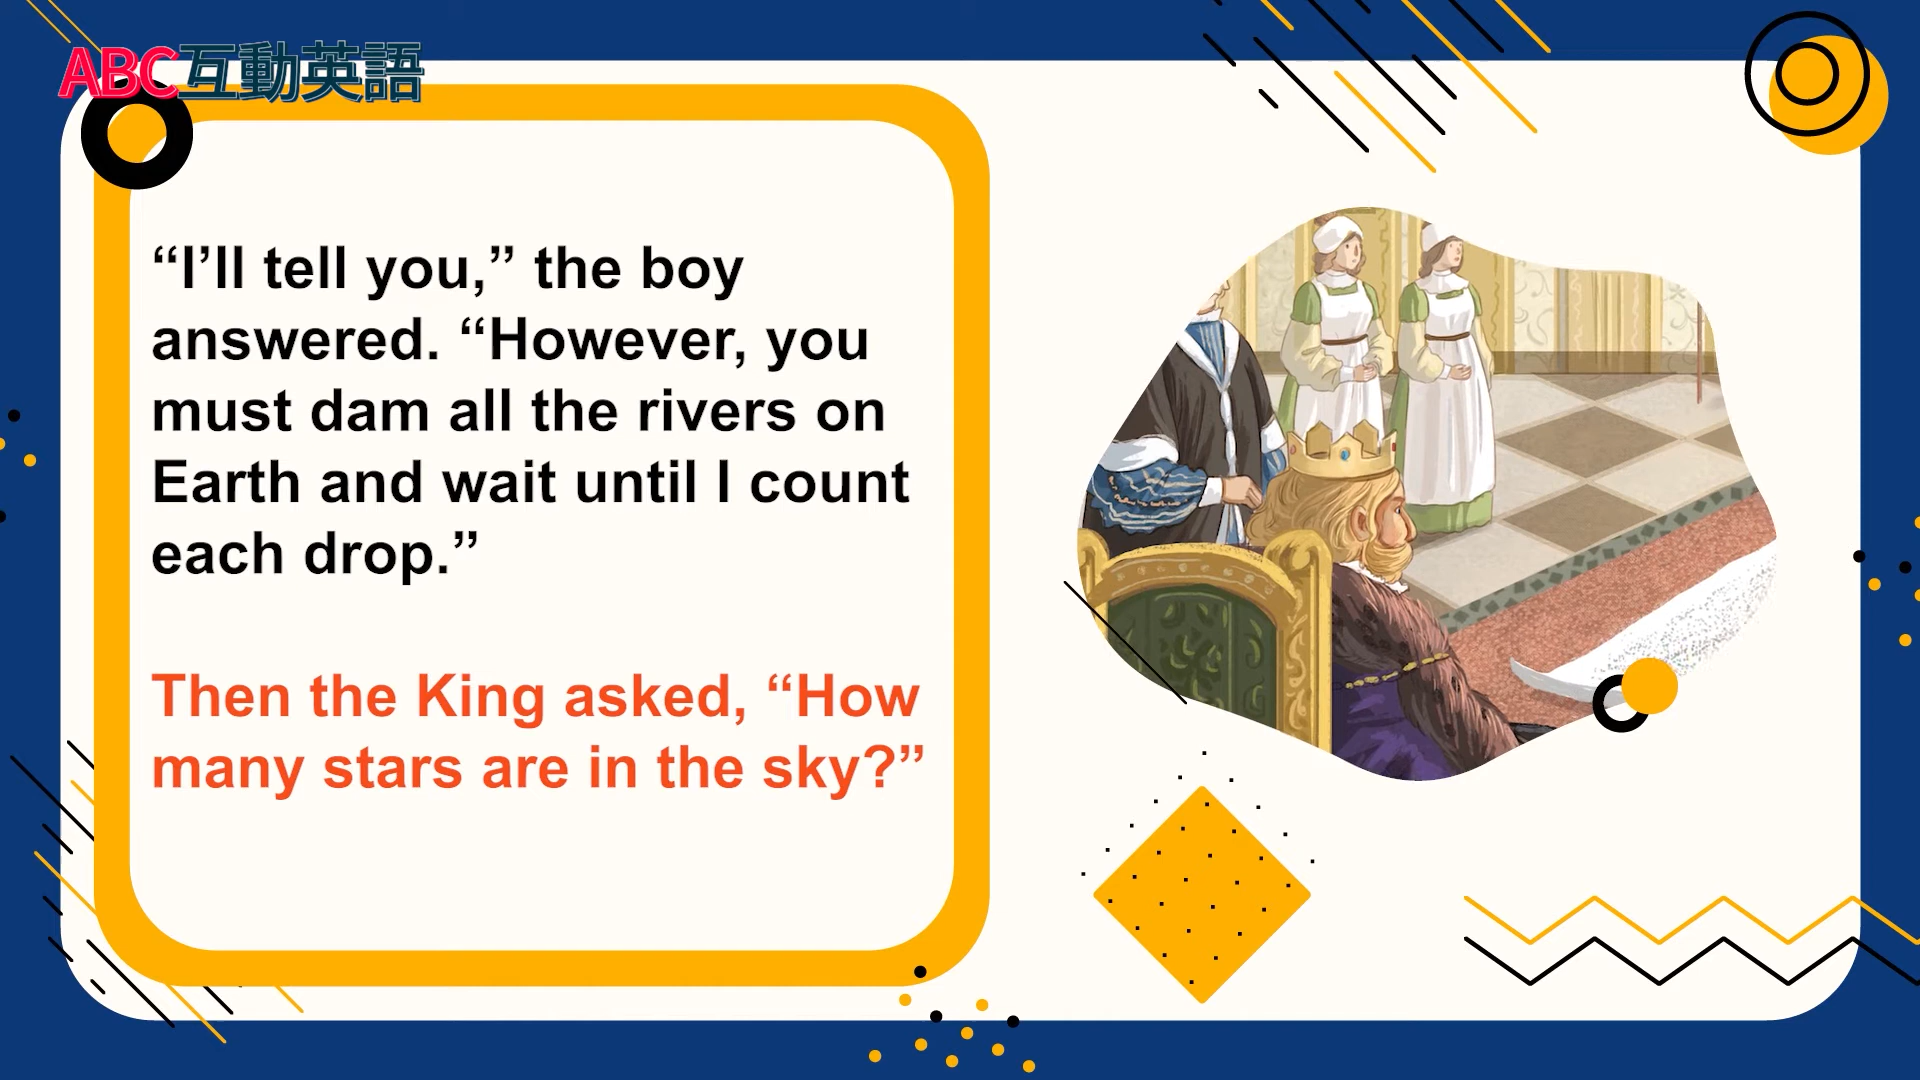 ABC互動英語
“I’ll tell you,” the boy
answered. “However, you
must dam all the rivers on
Earth and wait until I count
each drop.”
Then the King asked, “How
many stars are in the sky?”